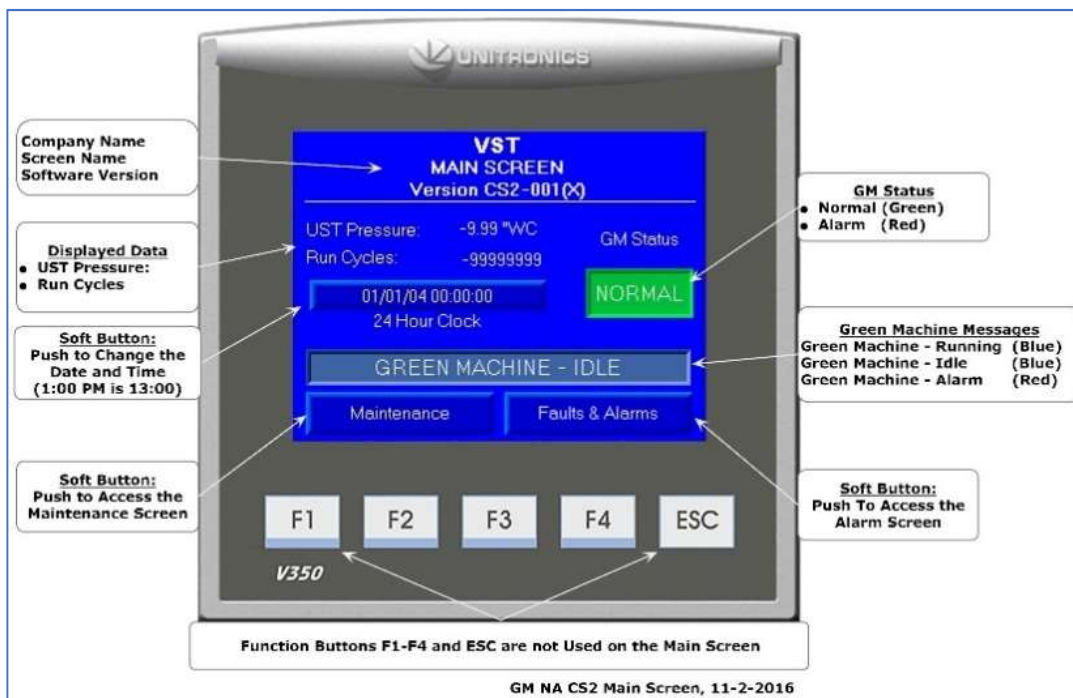 UNITRONICS
Company Name
Screen Name
Software Version
VST
MAIN SCREEN
Version CS2-001(X)
GM Status
• Normal (Green)
• Alarm (Red)
Displayed Data
• UST Pressure:
• Run Cycles
UST Pressure: -9.99 "WC
Run Cycles: -99999999
GM Status
NORMAL
01/01/04 00:00:00
24 Hour Clock
Soft Button:
Push to Change the
Date and Time
(1:00 PM is 13:00)
Green Machine Messages
Green Machine - Running (Blue)
Green Machine - Idle (Blue)
Green Machine - Alarm (Red)
GREEN MACHINE - IDLE
Maintenance
Faults & Alarms
Soft Button:
Push to Access the
Maintenance Screen
Soft Button:
Push To Access the
Alarm Screen
F1 F2 F3 F4 ESC
V350
Function Buttons F1-F4 and ESC are not Used on the Main Screen
GM NA CS2 Main Screen, 11-2-2016